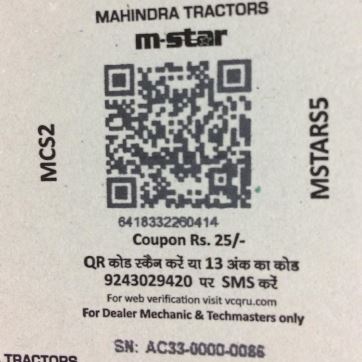 MAHINDRA TRACTORS
m-star
MCS2
MSTARS5
6418332260414
Coupon Rs. 25/-
QR कोड स्कैन करें या 13 अंक का कोड
9243029420 पर SMS करें
For web verification visit vcqru.com
For Dealer Mechanic & Techmasters only
SN: AC33-0000-0086
TRACTORS